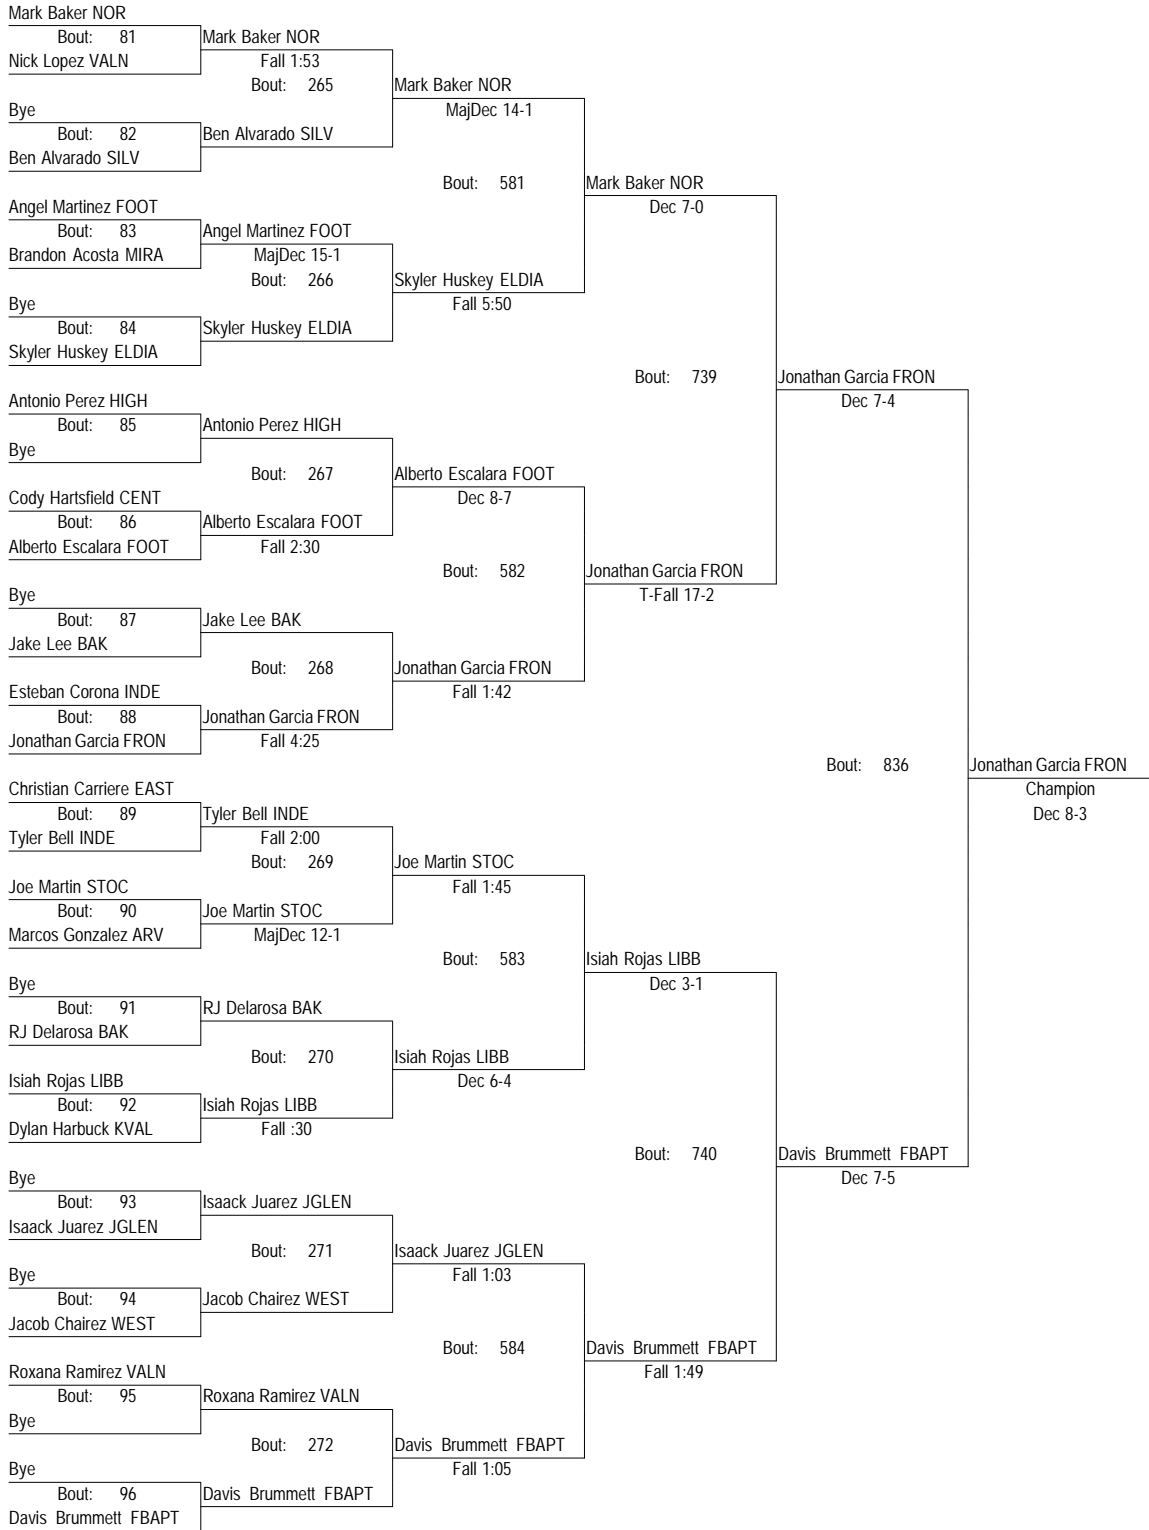 Mark Baker NOR
Bout: 81
Mark Baker NOR
Nick Lopez VALN
Fall 1:53
Bout: 265
Mark Baker NOR
Bye
MajDec 14-1
Bout: 82
Ben Alvarado SILV
Ben Alvarado SILV
Bout: 581
Mark Baker NOR
Angel Martinez FOOT
Dec 7-0
Bout: 83
Angel Martinez FOOT
Brandon Acosta MIRA
MajDec 15-1
Bout: 266
Skyler Huskey ELDIA
Bye
Fall 5:50
Bout: 84
Skyler Huskey ELDIA
Skyler Huskey ELDIA
Bout: 739
Jonathan Garcia FRON
Antonio Perez HIGH
Dec 7-4
Bout: 85
Antonio Perez HIGH
Bye
Bout: 267
Alberto Escalara FOOT
Cody Hartsfield CENT
Dec 8-7
Bout: 86
Alberto Escalara FOOT
Alberto Escalara FOOT
Fall 2:30
Bout: 582
Jonathan Garcia FRON
Bye
T-Fall 17-2
Bout: 87
Jake Lee BAK
Jake Lee BAK
Bout: 268
Jonathan Garcia FRON
Esteban Corona INDE
Fall 1:42
Bout: 88
Jonathan Garcia FRON
Jonathan Garcia FRON
Fall 4:25
Bout: 836
Jonathan Garcia FRON
Christian Carriere EAST
Champion
Bout: 89
Tyler Bell INDE
Dec 8-3
Tyler Bell INDE
Fall 2:00
Bout: 269
Joe Martin STOC
Joe Martin STOC
Fall 1:45
Bout: 90
Joe Martin STOC
Marcos Gonzalez ARV
MajDec 12-1
Bout: 583
Isiah Rojas LIBB
Bye
Dec 3-1
Bout: 91
RJ Delarosa BAK
RJ Delarosa BAK
Bout: 270
Isiah Rojas LIBB
Isiah Rojas LIBB
Dec 6-4
Bout: 92
Isiah Rojas LIBB
Dylan Harbuck KVAL
Fall :30
Bout: 740
Davis Brummett FBAPT
Bye
Dec 7-5
Bout: 93
Isaack Juarez JGLEN
Isaack Juarez JGLEN
Bout: 271
Isaack Juarez JGLEN
Bye
Fall 1:03
Bout: 94
Jacob Chairez WEST
Jacob Chairez WEST
Bout: 584
Davis Brummett FBAPT
Roxana Ramirez VALN
Fall 1:49
Bout: 95
Roxana Ramirez VALN
Bye
Bout: 272
Davis Brummett FBAPT
Bye
Fall 1:05
Bout: 96
Davis Brummett FBAPT
Davis Brummett FBAPT